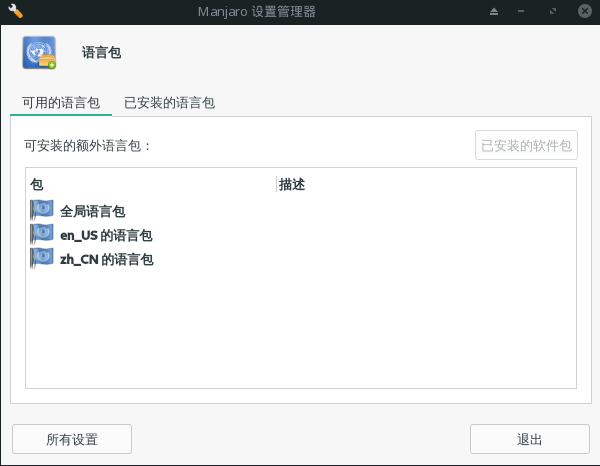 Manjaro 设置管理器
语言包
可用的语言包 已安装的语言包
可安装的额外语言包： 已安装的软件包
包 描述
全局语言包
en_US 的语言包
zh_CN 的语言包
所有设置 退出